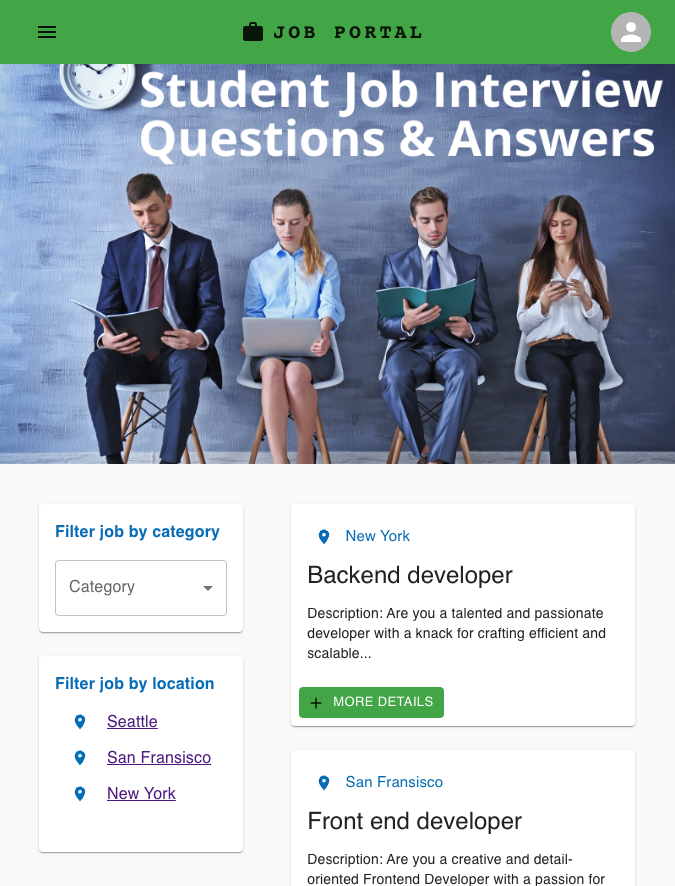 JOB PORTAL
Student Job Interview
Questions & Answers
Filter job by category
Category
Filter job by location
Seattle
San Fransisco
New York
New York
Backend developer
Description: Are you a talented and passionate
developer with a knack for crafting efficient and
scalable...
MORE DETAILS
San Fransisco
Front end developer
Description: Are you a creative and detail-
oriented Frontend Developer with a passion for